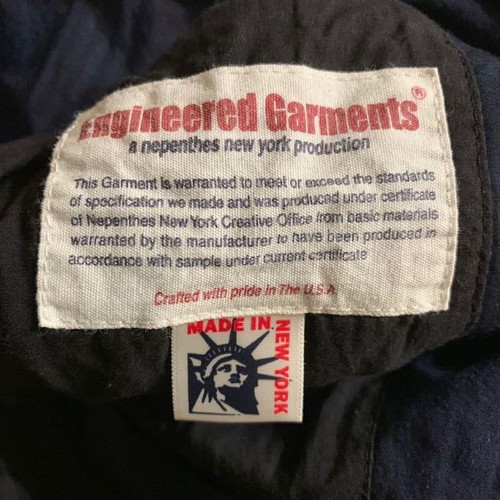 Engineered Garments®
a nepenthes new york production
This Garment is warranted to meet or exceed the standards
of specification we made and was produced under certificate
of Nepenthes New York Creative Office from basic materials
warranted by the manufacturer to have been produced in
accordance with sample under current certificate
Crafted with pride in The U.S.A
MADE IN
NEW YORK